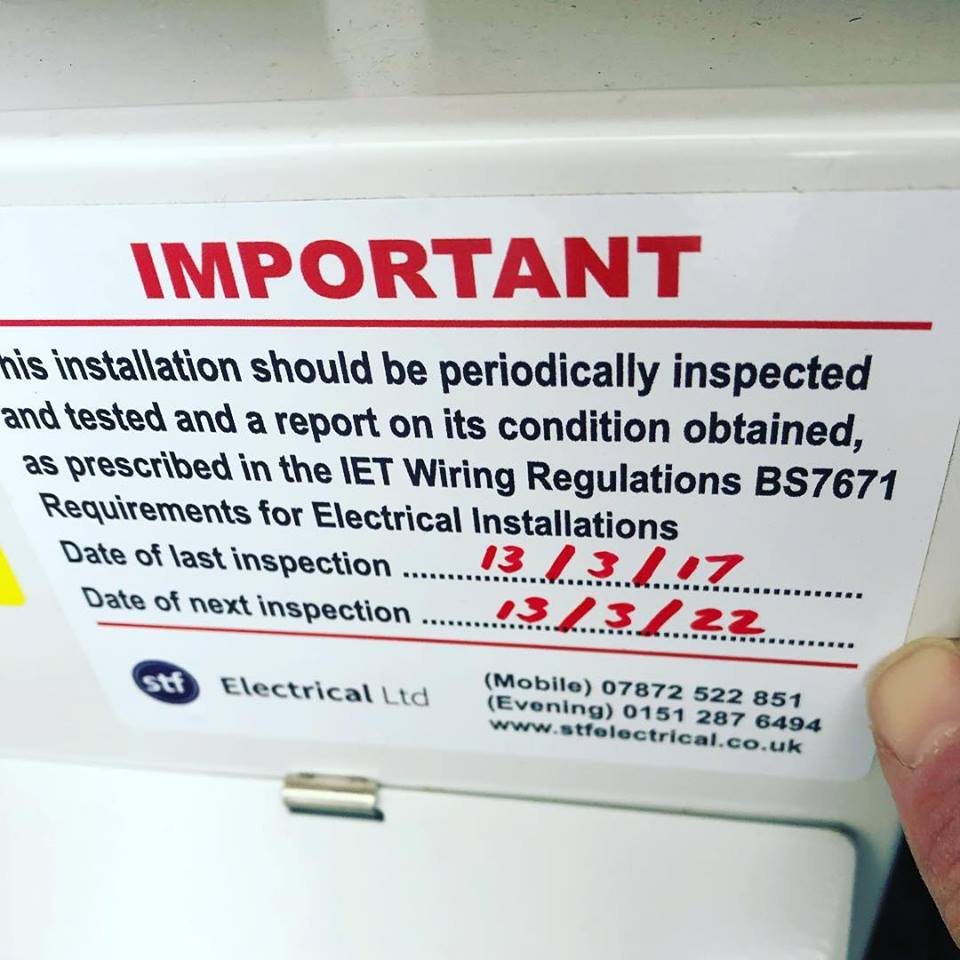 IMPORTANT
his installation should be periodically inspected
and tested and a report on its condition obtained,
as prescribed in the IET Wiring Regulations BS7671
Requirements for Electrical Installations
Date of last inspection .......... 13/3/17
Date of next inspection .......... 13/3/22
stf Electrical Ltd
(Mobile) 07872 522 851
(Evening) 0151 287 6494
www.stfelectrical.co.uk